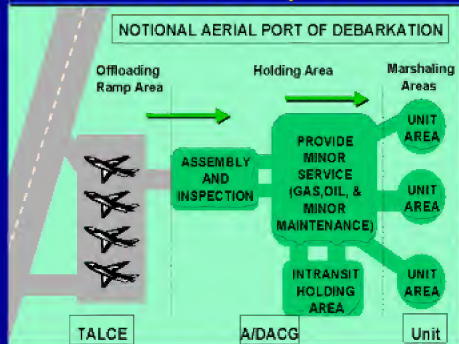 NOTIONAL AERIAL PORT OF DEBARKATION
Offloading
Ramp Area
Holding Area
Marshaling
Areas
ASSEMBLY
AND
INSPECTION
PROVIDE
MINOR
SERVICE
(GAS,OIL, &
MINOR
MAINTENANCE)
INTRANSIT
HOLDING
AREA
UNIT
AREA
UNIT
AREA
UNIT
AREA
TALCE
A/DACG
Unit